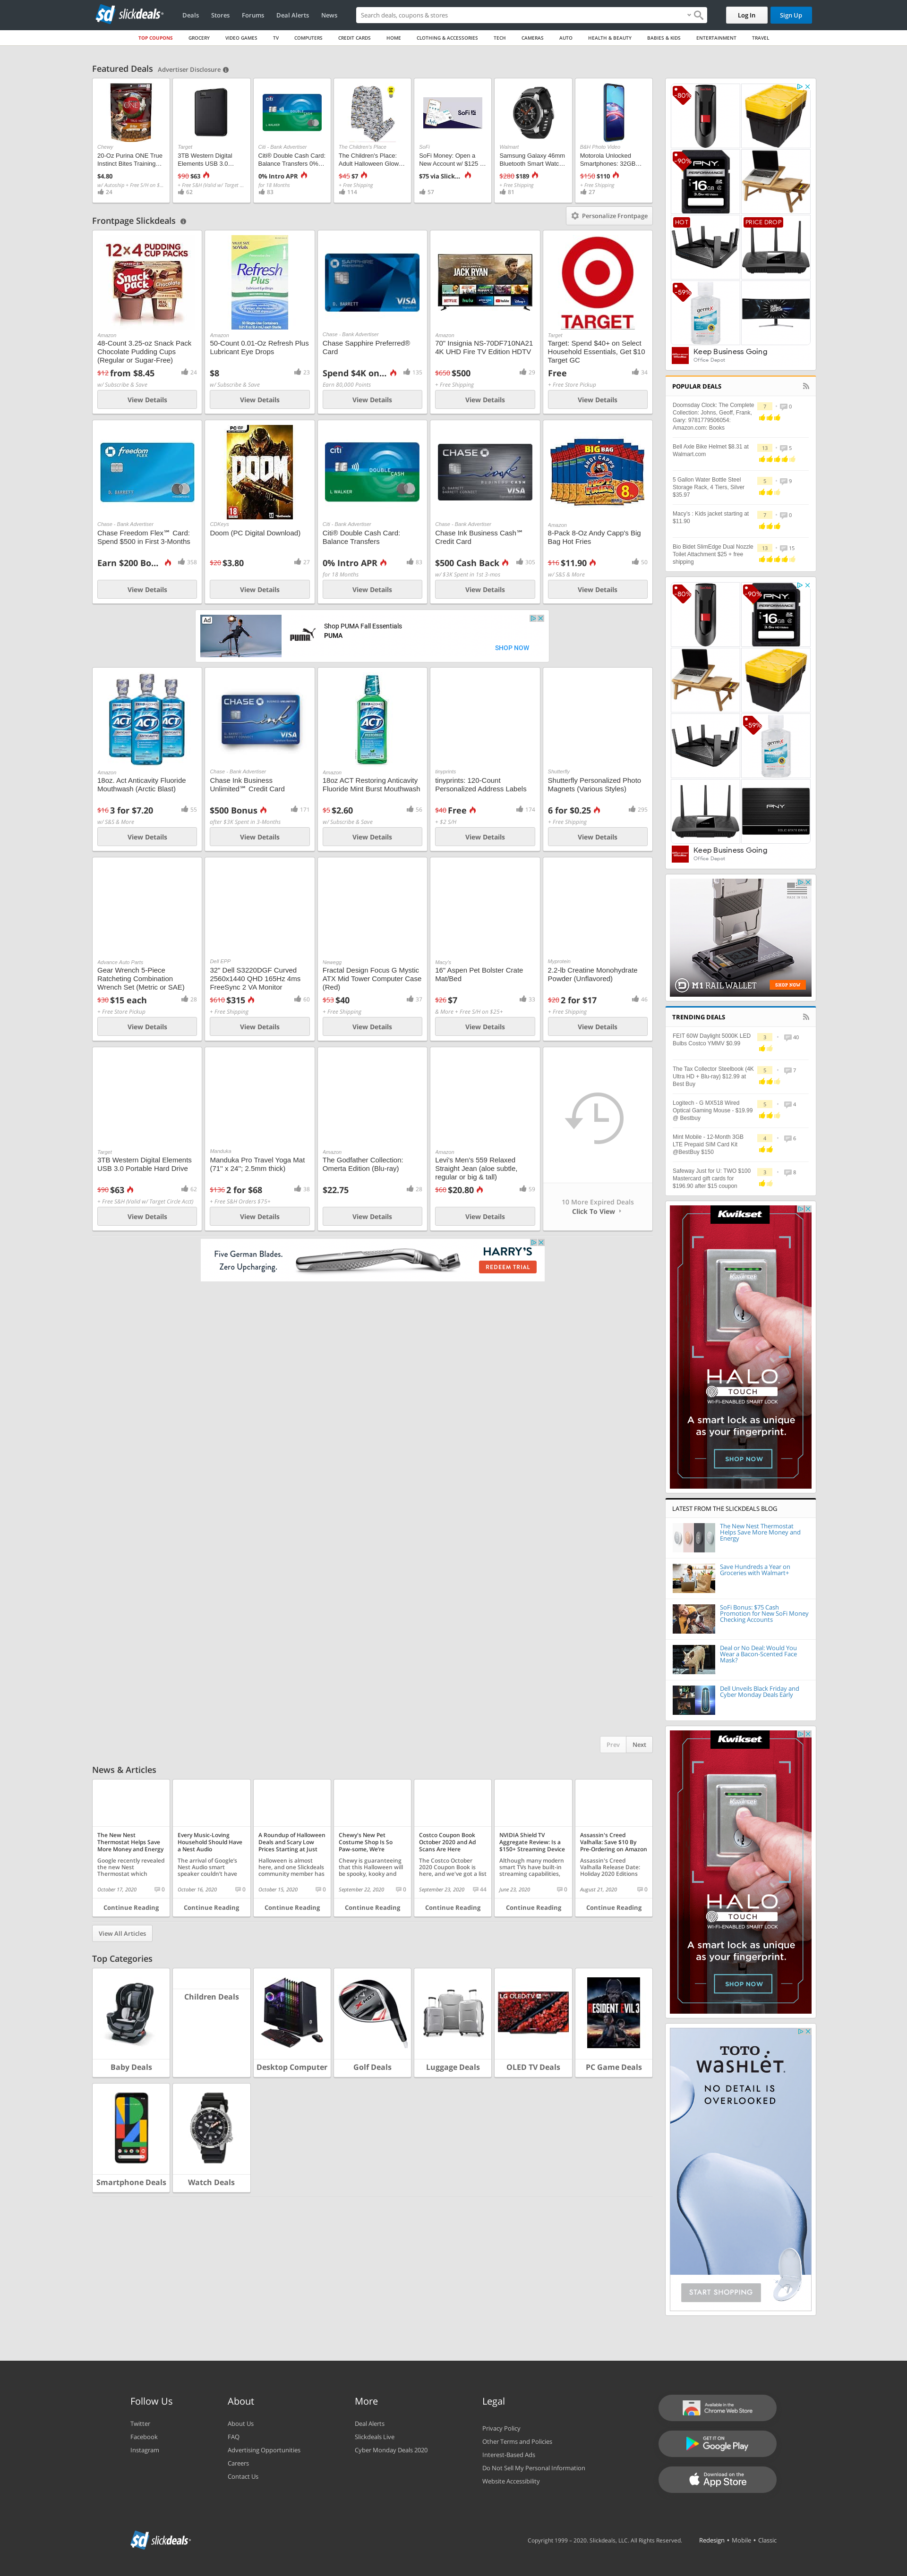 sd slickdeals
Deals Stores Forums Deal Alerts News
Search deals, coupons & stores
Log In Sign Up
TOP COUPONS GROCERY VIDEO GAMES TV COMPUTERS CREDIT CARDS HOME CLOTHING & ACCESSORIES TECH CAMERAS AUTO HEALTH & BEAUTY BABIES & KIDS ENTERTAINMENT TRAVEL
Featured Deals Advertiser Disclosure
Chewy
20-Oz Purina ONE True
Instinct Bites Training...
$4.80
w/ Autoship + Free S/H on $...
24
Target
3TB Western Digital
Elements USB 3.0...
$90 $63
+ Free S&H (Valid w/ Target ...
62
Citi - Bank Advertiser
Citi® Double Cash Card:
Balance Transfers 0%...
0% Intro APR
for 18 Months
83
The Children's Place
The Children's Place:
Adult Halloween Glow...
$45 $7
+ Free Shipping
114
SoFi
SoFi Money: Open a
New Account w/ $125 ...
$75 via Slick...
57
Walmart
Samsung Galaxy 46mm
Bluetooth Smart Watc...
$280 $189
+ Free Shipping
81
B&H Photo Video
Motorola Unlocked
Smartphones: 32GB...
$150 $110
+ Free Shipping
27
Frontpage Slickdeals
Personalize Frontpage
12x4 PUDDING CUP PACKS
Amazon
48-Count 3.25-oz Snack Pack
Chocolate Pudding Cups
(Regular or Sugar-Free)
$12 from $8.45 24
w/ Subscribe & Save
View Details
Amazon
50-Count 0.01-Oz Refresh Plus
Lubricant Eye Drops
$8 23
w/ Subscribe & Save
View Details
Chase - Bank Advertiser
Chase Sapphire Preferred®
Card
Spend $4K on... 135
Earn 80,000 Points
View Details
Amazon
70" Insignia NS-70DF710NA21
4K UHD Fire TV Edition HDTV
$650 $500 29
+ Free Shipping
View Details
TARGET
Target
Target: Spend $40+ on Select
Household Essentials, Get $10
Target GC
Free 34
+ Free Store Pickup
View Details
Chase - Bank Advertiser
Chase Freedom Flex℠ Card:
Spend $500 in First 3-Months
Earn $200 Bo... 358
View Details
DOOM
CDKeys
Doom (PC Digital Download)
$20 $3.80 27
View Details
Citi - Bank Advertiser
Citi® Double Cash Card:
Balance Transfers
0% Intro APR 83
for 18 Months
View Details
Chase - Bank Advertiser
Chase Ink Business Cash℠
Credit Card
$500 Cash Back 305
w/ $3K Spent in 1st 3-mos
View Details
Amazon
8-Pack 8-Oz Andy Capp's Big
Bag Hot Fries
$16 $11.90 50
w/ S&S & More
View Details
Ad
PUMA
Shop PUMA Fall Essentials
PUMA
SHOP NOW
Amazon
18oz. Act Anticavity Fluoride
Mouthwash (Arctic Blast)
$16 3 for $7.20 55
w/ S&S & More
View Details
Chase - Bank Advertiser
Chase Ink Business
Unlimited℠ Credit Card
$500 Bonus 171
after $3K Spent in 3-Months
View Details
Amazon
18oz ACT Restoring Anticavity
Fluoride Mint Burst Mouthwash
$5 $2.60 56
w/ Subscribe & Save
View Details
tinyprints
tinyprints: 120-Count
Personalized Address Labels
$40 Free 174
+ $2 S/H
View Details
Shutterfly
Shutterfly Personalized Photo
Magnets (Various Styles)
6 for $0.25 295
+ Free Shipping
View Details
Advance Auto Parts
Gear Wrench 5-Piece
Ratcheting Combination
Wrench Set (Metric or SAE)
$30 $15 each 28
+ Free Store Pickup
View Details
Dell EPP
32" Dell S3220DGF Curved
2560x1440 QHD 165Hz 4ms
FreeSync 2 VA Monitor
$610 $315 60
+ Free Shipping
View Details
Newegg
Fractal Design Focus G Mystic
ATX Mid Tower Computer Case
(Red)
$53 $40 37
+ Free Shipping
View Details
Macy's
16" Aspen Pet Bolster Crate
Mat/Bed
$26 $7 33
& More + Free S/H on $25+
View Details
Myprotein
2.2-lb Creatine Monohydrate
Powder (Unflavored)
$20 2 for $17 46
+ Free Shipping
View Details
Target
3TB Western Digital Elements
USB 3.0 Portable Hard Drive
$90 $63 62
+ Free S&H (Valid w/ Target Circle Acct)
View Details
Manduka
Manduka Pro Travel Yoga Mat
(71" x 24"; 2.5mm thick)
$136 2 for $68 38
+ Free S&H Orders $75+
View Details
Amazon
The Godfather Collection:
Omerta Edition (Blu-ray)
$22.75 28
View Details
Amazon
Levi's Men's 559 Relaxed
Straight Jean (aloe subtle,
regular or big & tall)
$60 $20.80 59
View Details
10 More Expired Deals
Click To View
Five German Blades.
Zero Upcharging.
HARRY'S
REDEEM TRIAL
Prev Next
News & Articles
The New Nest
Thermostat Helps Save
More Money and Energy
Google recently revealed
the new Nest
Thermostat which
October 17, 2020 0
Continue Reading
Every Music-Loving
Household Should Have
a Nest Audio
The arrival of Google's
Nest Audio smart
speaker couldn't have
October 16, 2020 0
Continue Reading
A Roundup of Halloween
Deals and Scary Low
Prices Starting at Just
Halloween is almost
here, and one Slickdeals
community member has
October 15, 2020 0
Continue Reading
Chewy's New Pet
Costume Shop Is So
Paw-some, We're
Chewy is guaranteeing
that this Halloween will
be spooky, kooky and
September 22, 2020 0
Continue Reading
Costco Coupon Book
October 2020 and Ad
Scans Are Here
The Costco October
2020 Coupon Book is
here, and we've got a list
September 23, 2020 44
Continue Reading
NVIDIA Shield TV
Aggregate Review: Is a
$150+ Streaming Device
Although many modern
smart TVs have built-in
streaming capabilities,
June 23, 2020 0
Continue Reading
Assassin's Creed
Valhalla: Save $10 By
Pre-Ordering on Amazon
Assassin's Creed
Valhalla Release Date:
Holiday 2020 Editions
August 21, 2020 0
Continue Reading
View All Articles
Top Categories
Baby Deals
Children Deals
Desktop Computer
Golf Deals
Luggage Deals
LG OLED TV
OLED TV Deals
RESIDENT EVIL 3
PC Game Deals
Smartphone Deals
Watch Deals
-80%
-90%
HOT
PRICE DROP
-59%
Keep Business Going
Office Depot
POPULAR DEALS
Doomsday Clock: The Complete
Collection: Johns, Geoff, Frank,
Gary: 9781779506054:
Amazon.com: Books
7 0
Bell Axle Bike Helmet $8.31 at
Walmart.com
13 5
5 Gallon Water Bottle Steel
Storage Rack, 4 Tiers, Silver
$35.97
5 9
Macy's : Kids jacket starting at
$11.90
7 0
Bio Bidet SlimEdge Dual Nozzle
Toilet Attachment $25 + free
shipping
13 15
-80%
-90%
-59%
Keep Business Going
Office Depot
M1 RAIL WALLET
SHOP NOW
TRENDING DEALS
FEIT 60W Daylight 5000K LED
Bulbs Costco YMMV $0.99
3 40
The Tax Collector Steelbook (4K
Ultra HD + Blu-ray) $12.99 at
Best Buy
5 7
Logitech - G MX518 Wired
Optical Gaming Mouse - $19.99
@ Bestbuy
5 4
Mint Mobile - 12-Month 3GB
LTE Prepaid SIM Card Kit
@BestBuy $150
4 6
Safeway Just for U: TWO $100
Mastercard gift cards for
$196.90 after $15 coupon
3 8
Kwikset
HALO
TOUCH
WI-FI-ENABLED SMART LOCK
A smart lock as unique
as your fingerprint.
SHOP NOW
LATEST FROM THE SLICKDEALS BLOG
The New Nest Thermostat
Helps Save More Money and
Energy
Save Hundreds a Year on
Groceries with Walmart+
SoFi Bonus: $75 Cash
Promotion for New SoFi Money
Checking Accounts
Deal or No Deal: Would You
Wear a Bacon-Scented Face
Mask?
Dell Unveils Black Friday and
Cyber Monday Deals Early
Kwikset
HALO
TOUCH
WI-FI-ENABLED SMART LOCK
A smart lock as unique
as your fingerprint.
SHOP NOW
TOTO
WASHLET
NO DETAIL IS
OVERLOOKED
START SHOPPING
Follow Us
Twitter
Facebook
Instagram
About
About Us
FAQ
Advertising Opportunities
Careers
Contact Us
More
Deal Alerts
Slickdeals Live
Cyber Monday Deals 2020
Legal
Privacy Policy
Other Terms and Policies
Interest-Based Ads
Do Not Sell My Personal Information
Website Accessibility
Available in the
Chrome Web Store
GET IT ON
Google Play
Download on the
App Store
sd slickdeals
Copyright 1999 – 2020. Slickdeals, LLC. All Rights Reserved. Redesign • Mobile • Classic